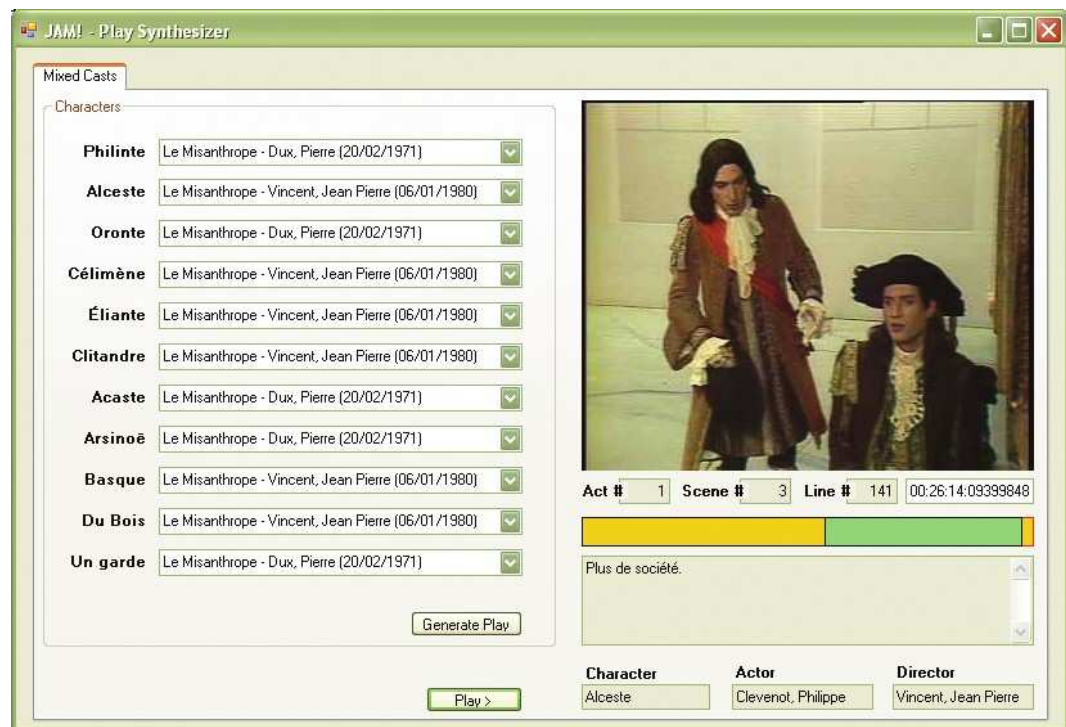 JAM! - Play Synthesizer
Mixed Casts
Characters
Philinte Le Misanthrope - Dux, Pierre (20/02/1971)
Alceste Le Misanthrope - Vincent, Jean Pierre (06/01/1980)
Oronte Le Misanthrope - Dux, Pierre (20/02/1971)
Célimène Le Misanthrope - Vincent, Jean Pierre (06/01/1980)
Éliante Le Misanthrope - Vincent, Jean Pierre (06/01/1980)
Clitandre Le Misanthrope - Vincent, Jean Pierre (06/01/1980)
Acaste Le Misanthrope - Dux, Pierre (20/02/1971)
Arsinoë Le Misanthrope - Dux, Pierre (20/02/1971)
Basque Le Misanthrope - Vincent, Jean Pierre (06/01/1980)
Du Bois Le Misanthrope - Vincent, Jean Pierre (06/01/1980)
Un garde Le Misanthrope - Dux, Pierre (20/02/1971)
Generate Play
Play >
Act # 1 Scene # 3 Line # 141 00:26:14:09399848
Plus de société.
Character Actor Director
Alceste Clevenot, Philippe Vincent, Jean Pierre